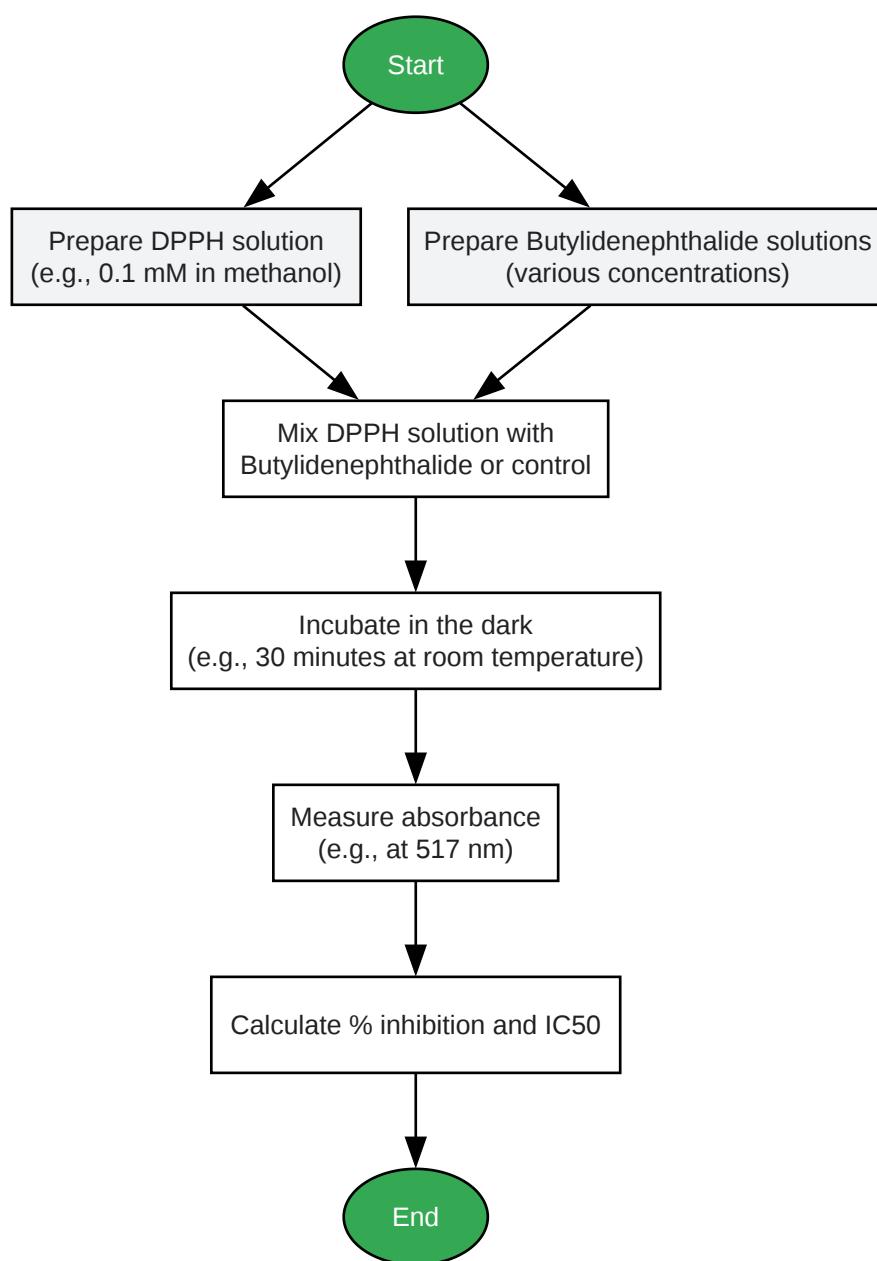 Start
Prepare DPPH solution
(e.g., 0.1 mM in methanol)
Prepare Butylidenephthalide solutions
(various concentrations)
Mix DPPH solution with
Butylidenephthalide or control
Incubate in the dark
(e.g., 30 minutes at room temperature)
Measure absorbance
(e.g., at 517 nm)
Calculate % inhibition and IC50
End